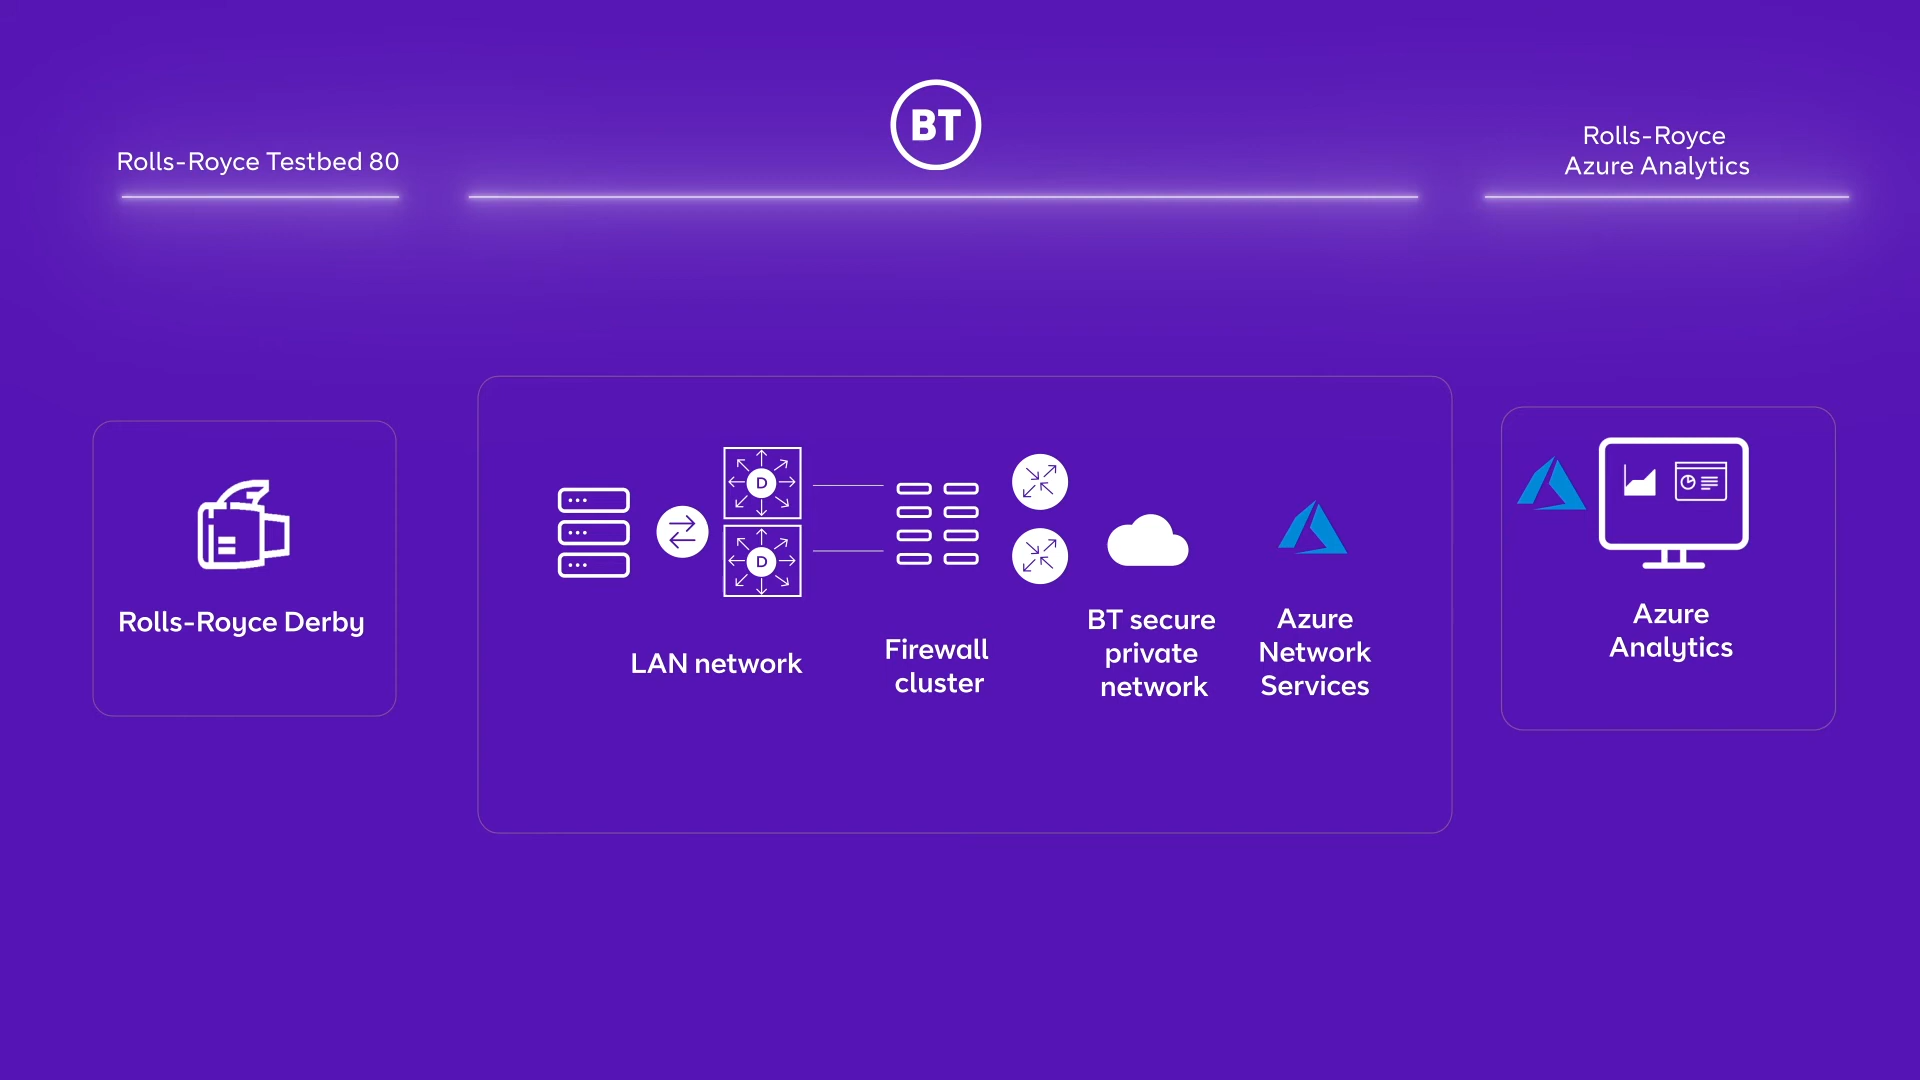 BT
Rolls-Royce Testbed 80
Rolls-Royce
Azure Analytics
D
D
Rolls-Royce Derby
LAN network
Firewall
cluster
BT secure
private
network
Azure
Network
Services
Azure
Analytics